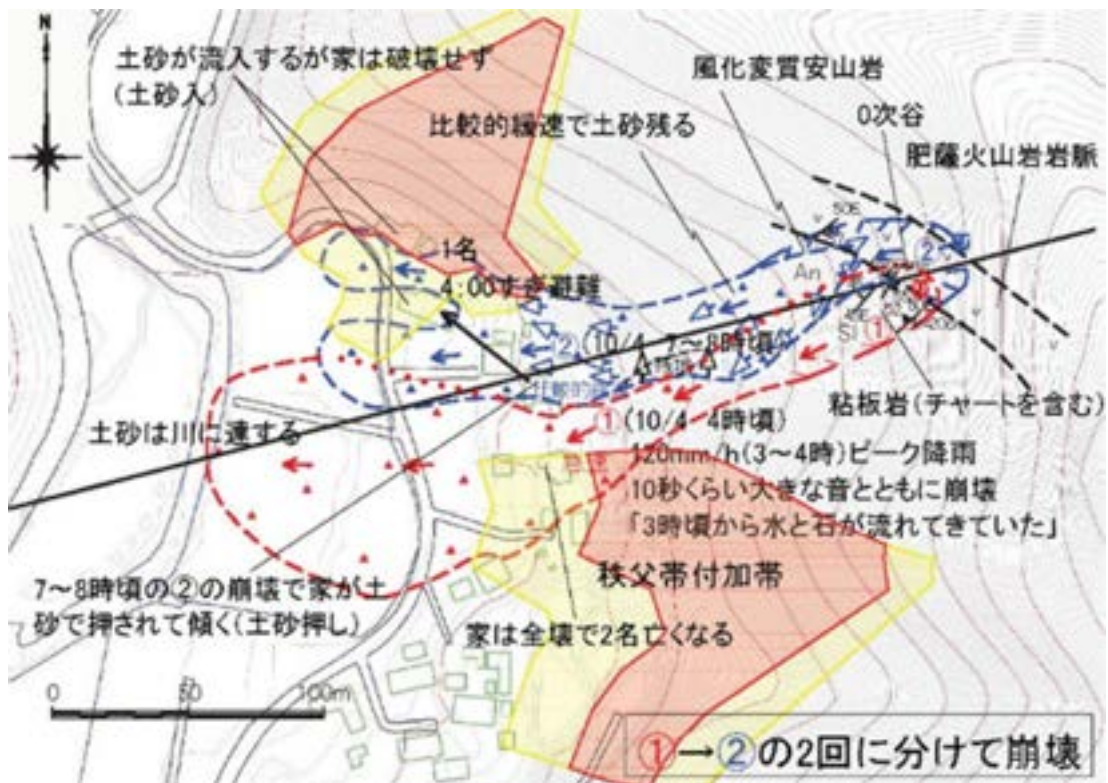 N
土砂が流入するが家は破壊せず
(土砂入)
風化変質安山岩
0次谷
比較的緩速で土砂残る
肥薩火山岩岩脈
50E
②
An
1名
4:00すぎ避難
②(10/4 7～8時頃)
①
粘板岩(チャートを含む)
①(10/4 4時頃)
土砂は川に達する
120mm/h(3～4時)ピーク降雨
急速
10秒くらい大きな音とともに崩壊
「3時頃から水と石が流れてきていた」
秩父帯付加帯
7～8時頃の②の崩壊で家が土
砂で押されて傾く(土砂押し)
家は全壊で2名亡くなる
0 50 100m
①→②の2回に分けて崩壊